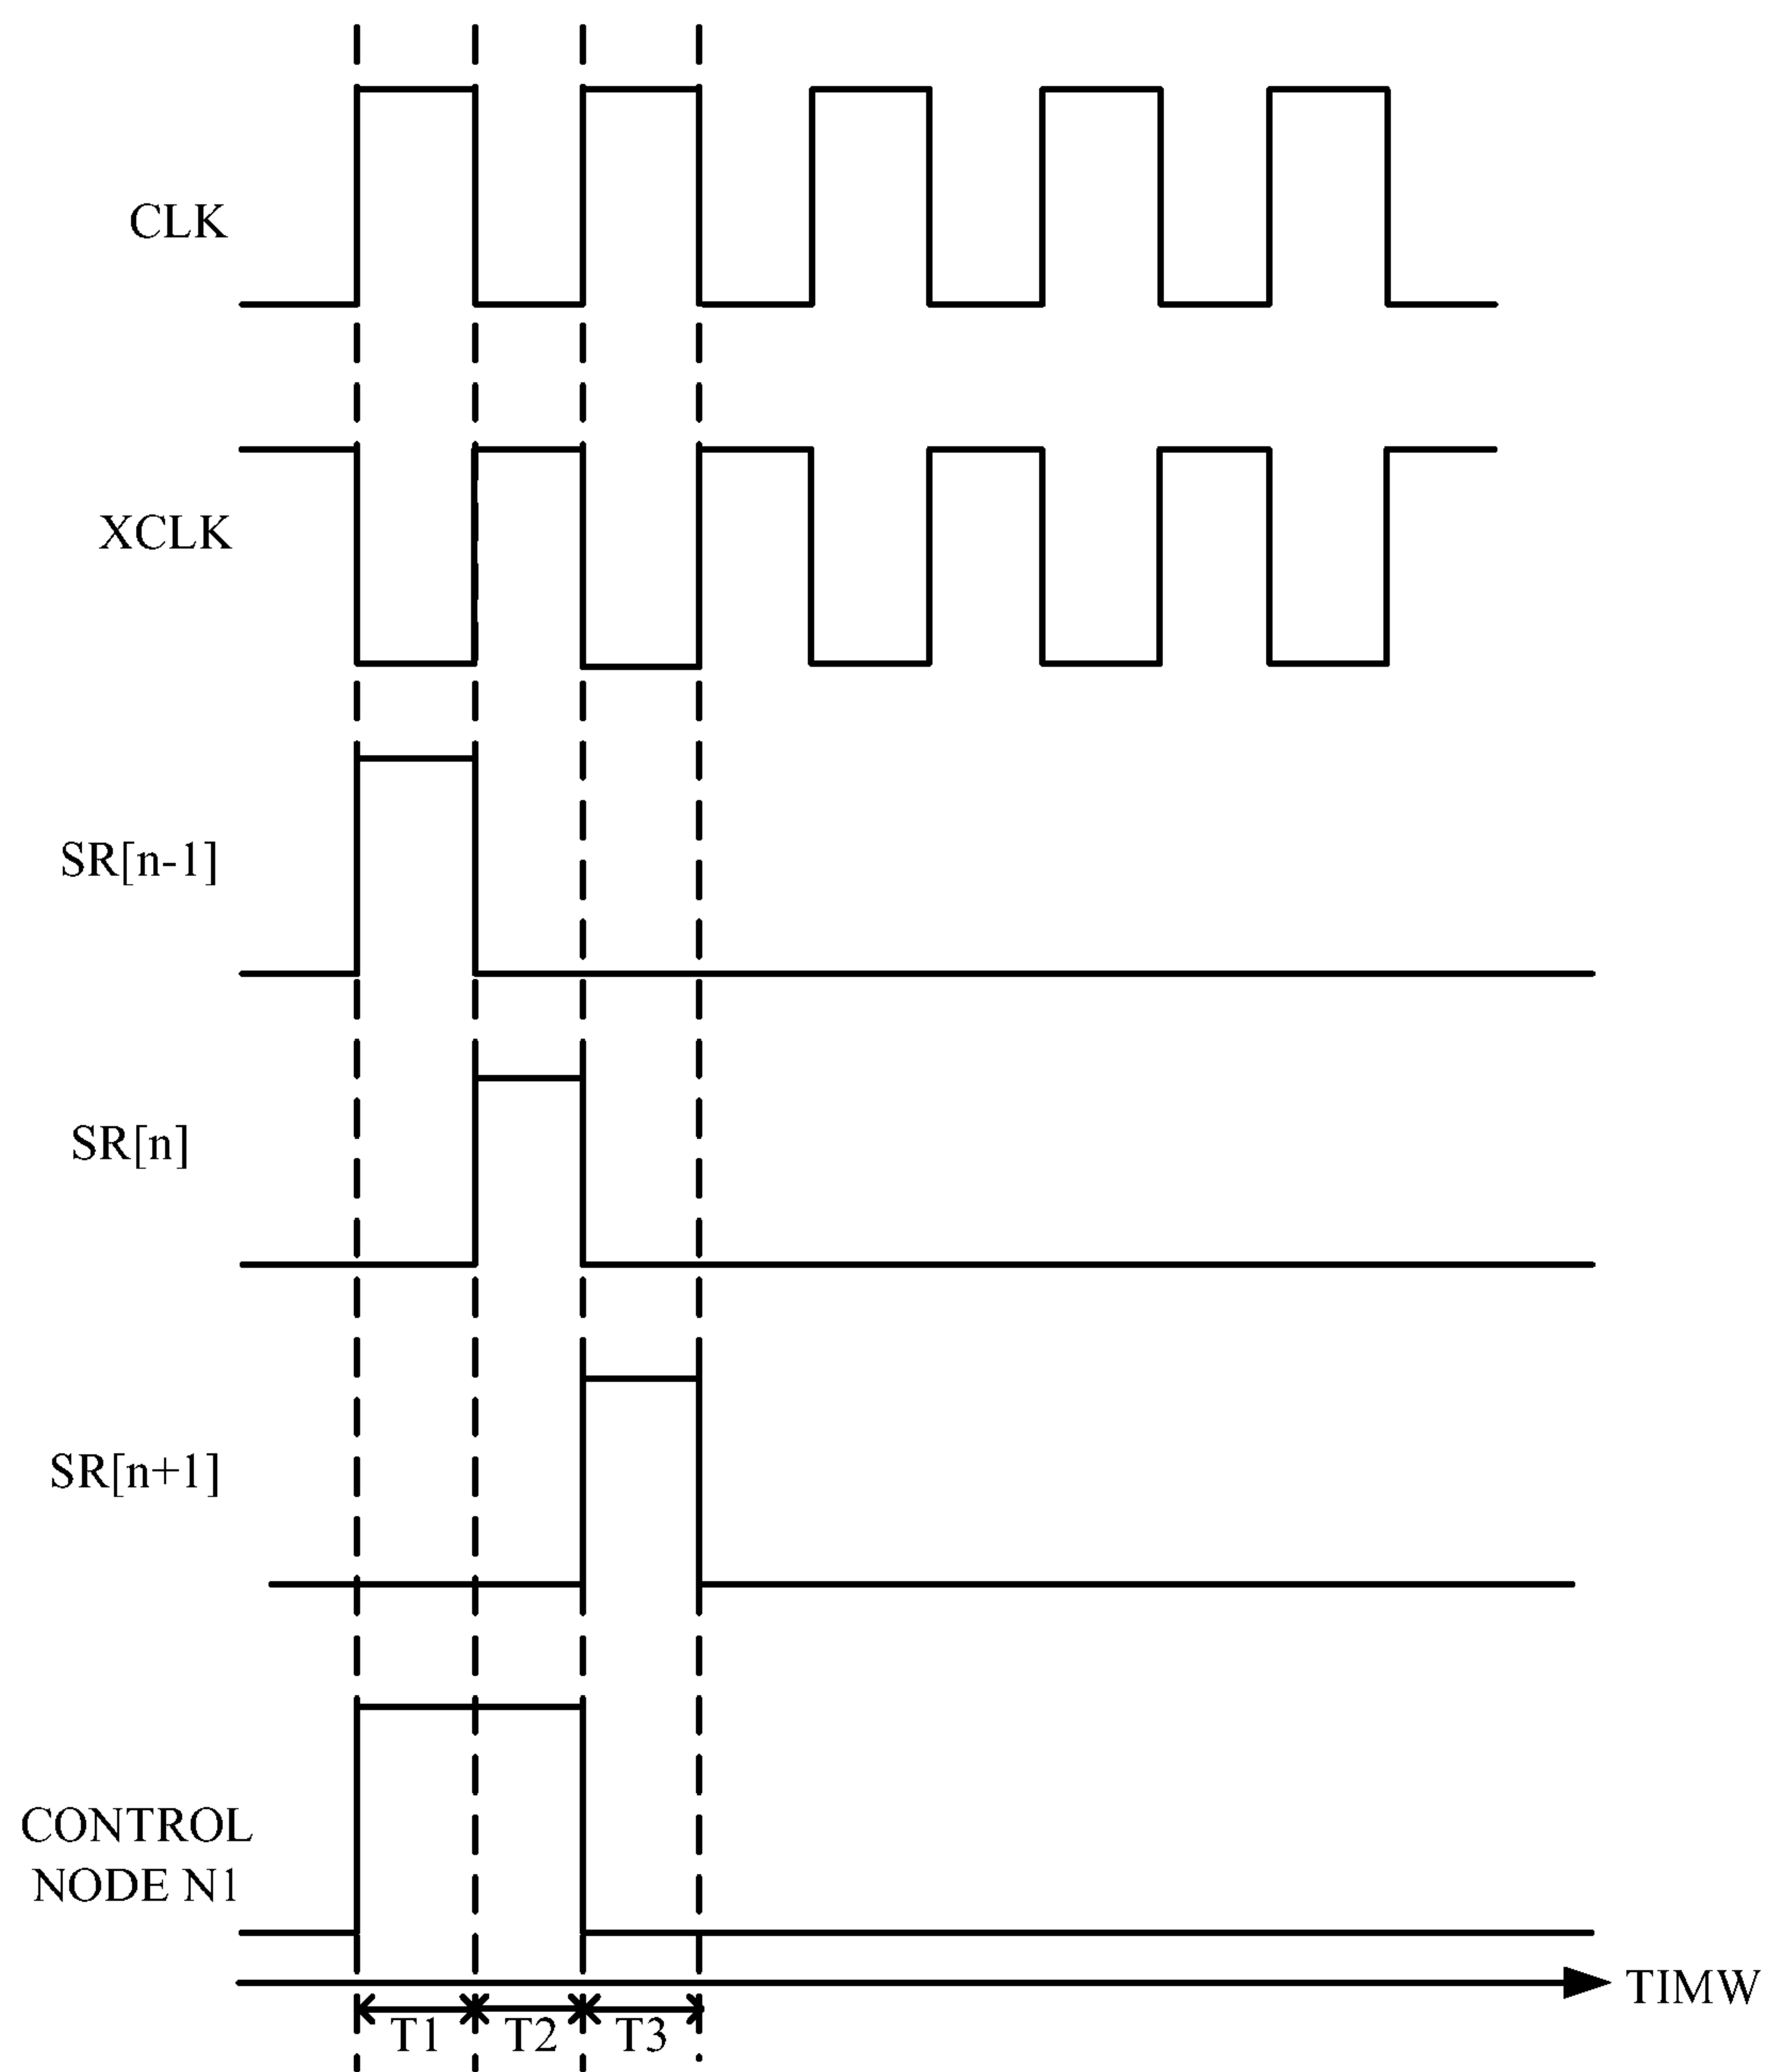 CLK
XCLK
SR[n-1]
SR[n]
SR[n+1]
CONTROL
NODE N1
TIMW
T1 T2 T3